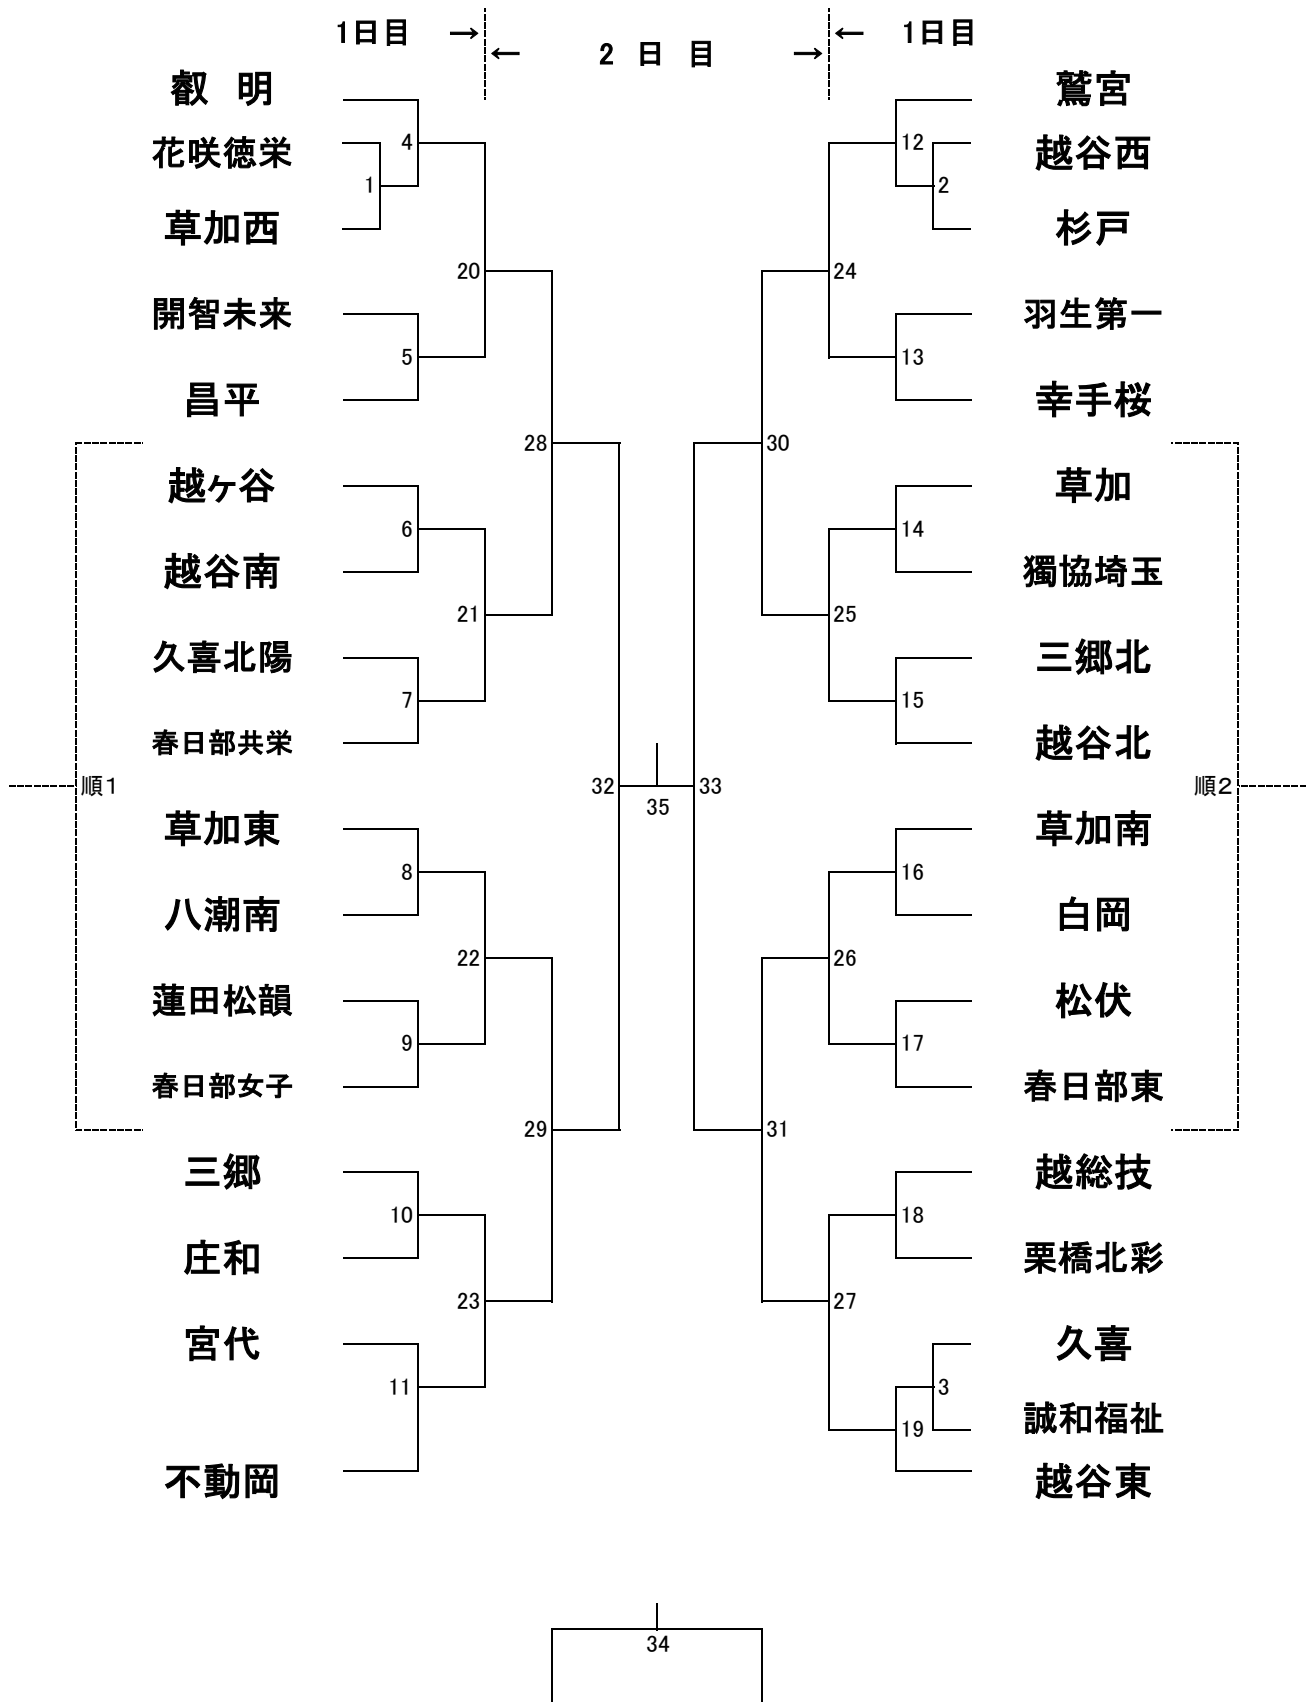 1日目 → ← 2 日 目 → ← 1日目
叡 明 鷲宮
4 12
花咲徳栄 越谷西
1 2
草加西 杉戸
20 24
開智未来 羽生第一
5 13
昌平 幸手桜
28 30
越ヶ谷 草加
6 14
越谷南 獨協埼玉
21 25
久喜北陽 三郷北
7 15
春日部共栄 越谷北
順1 32 35 33 順2
草加東 草加南
8 16
八潮南 白岡
22 26
蓮田松韻 松伏
9 17
春日部女子 春日部東
29 31
三郷 越総技
10 18
庄和 栗橋北彩
23 27
宮代 久喜
11 3
誠和福祉
19
不動岡 越谷東
34